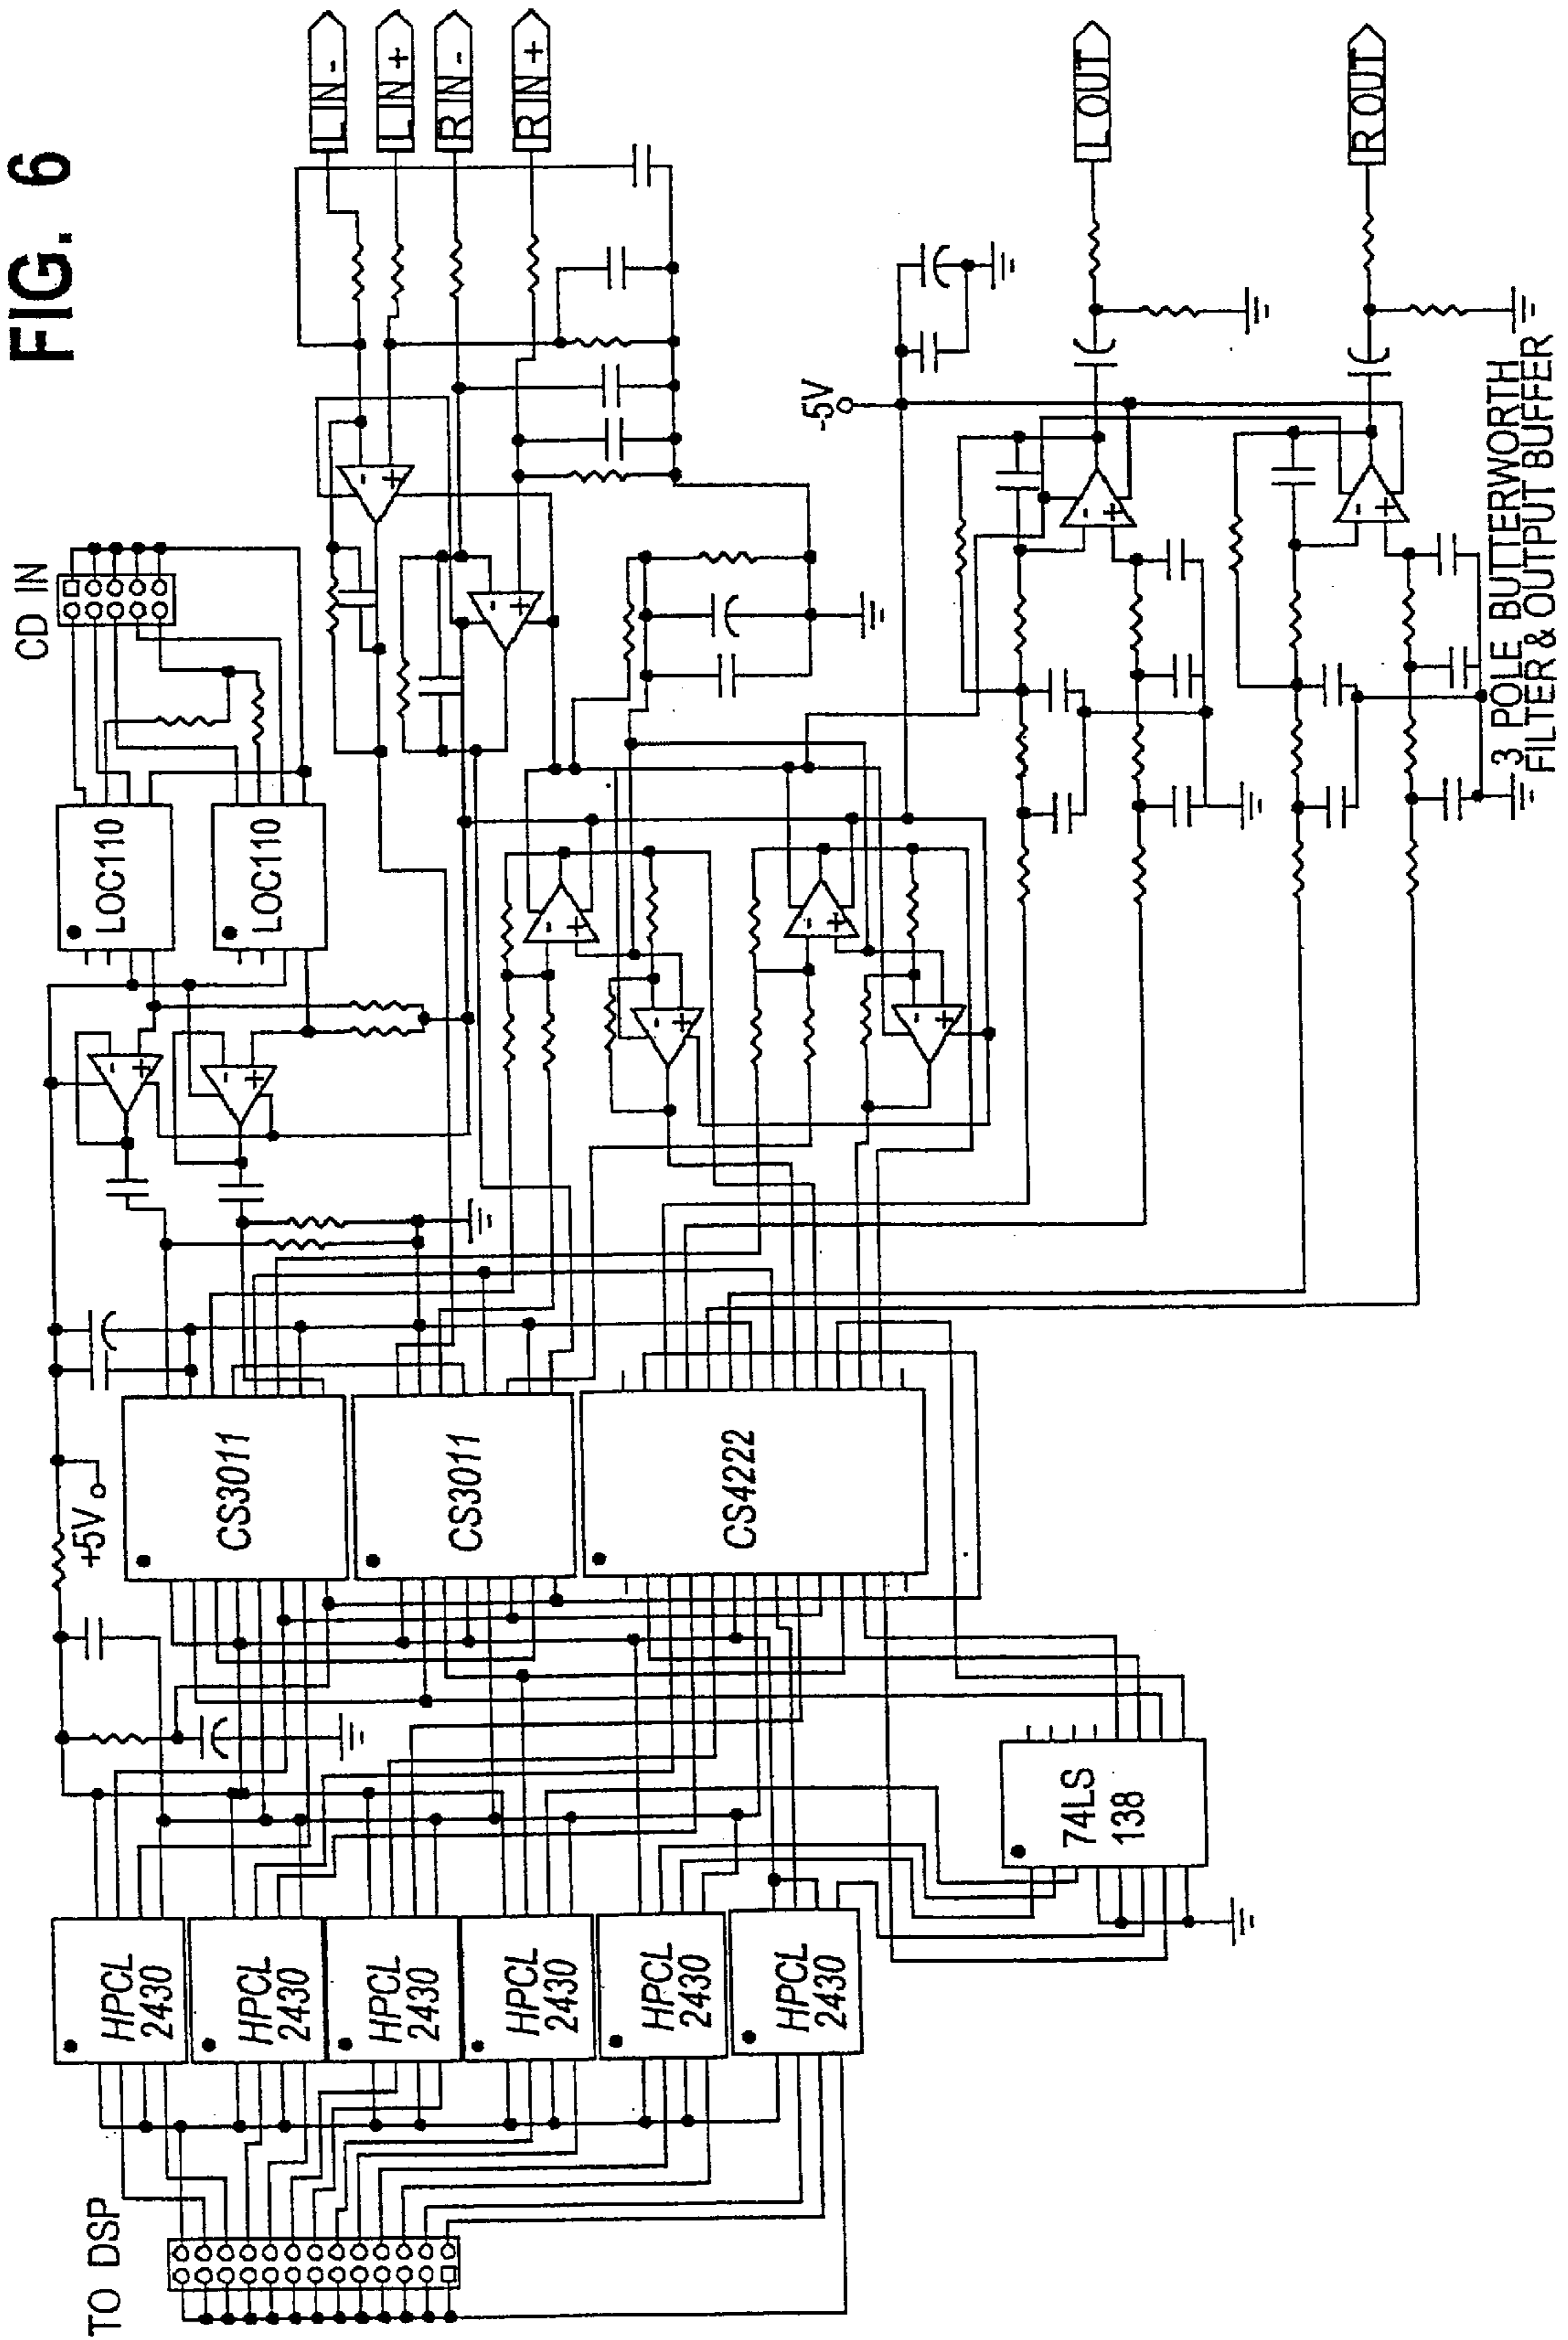 FIG. 6
L IN -
L IN +
R IN -
R IN +
CD IN
LOC110
LOC110
-5V
L OUT
R OUT
3 POLE BUTTERWORTH
FILTER & OUTPUT BUFFER
+5V
CS3011
CS3011
CS4222
74LS
138
HPCL
2430
HPCL
2430
HPCL
2430
HPCL
2430
HPCL
2430
HPCL
2430
TO DSP
-
+
-
+
-
+
-
+
-
+
-
+
-
+
-
+
-
+
-
+